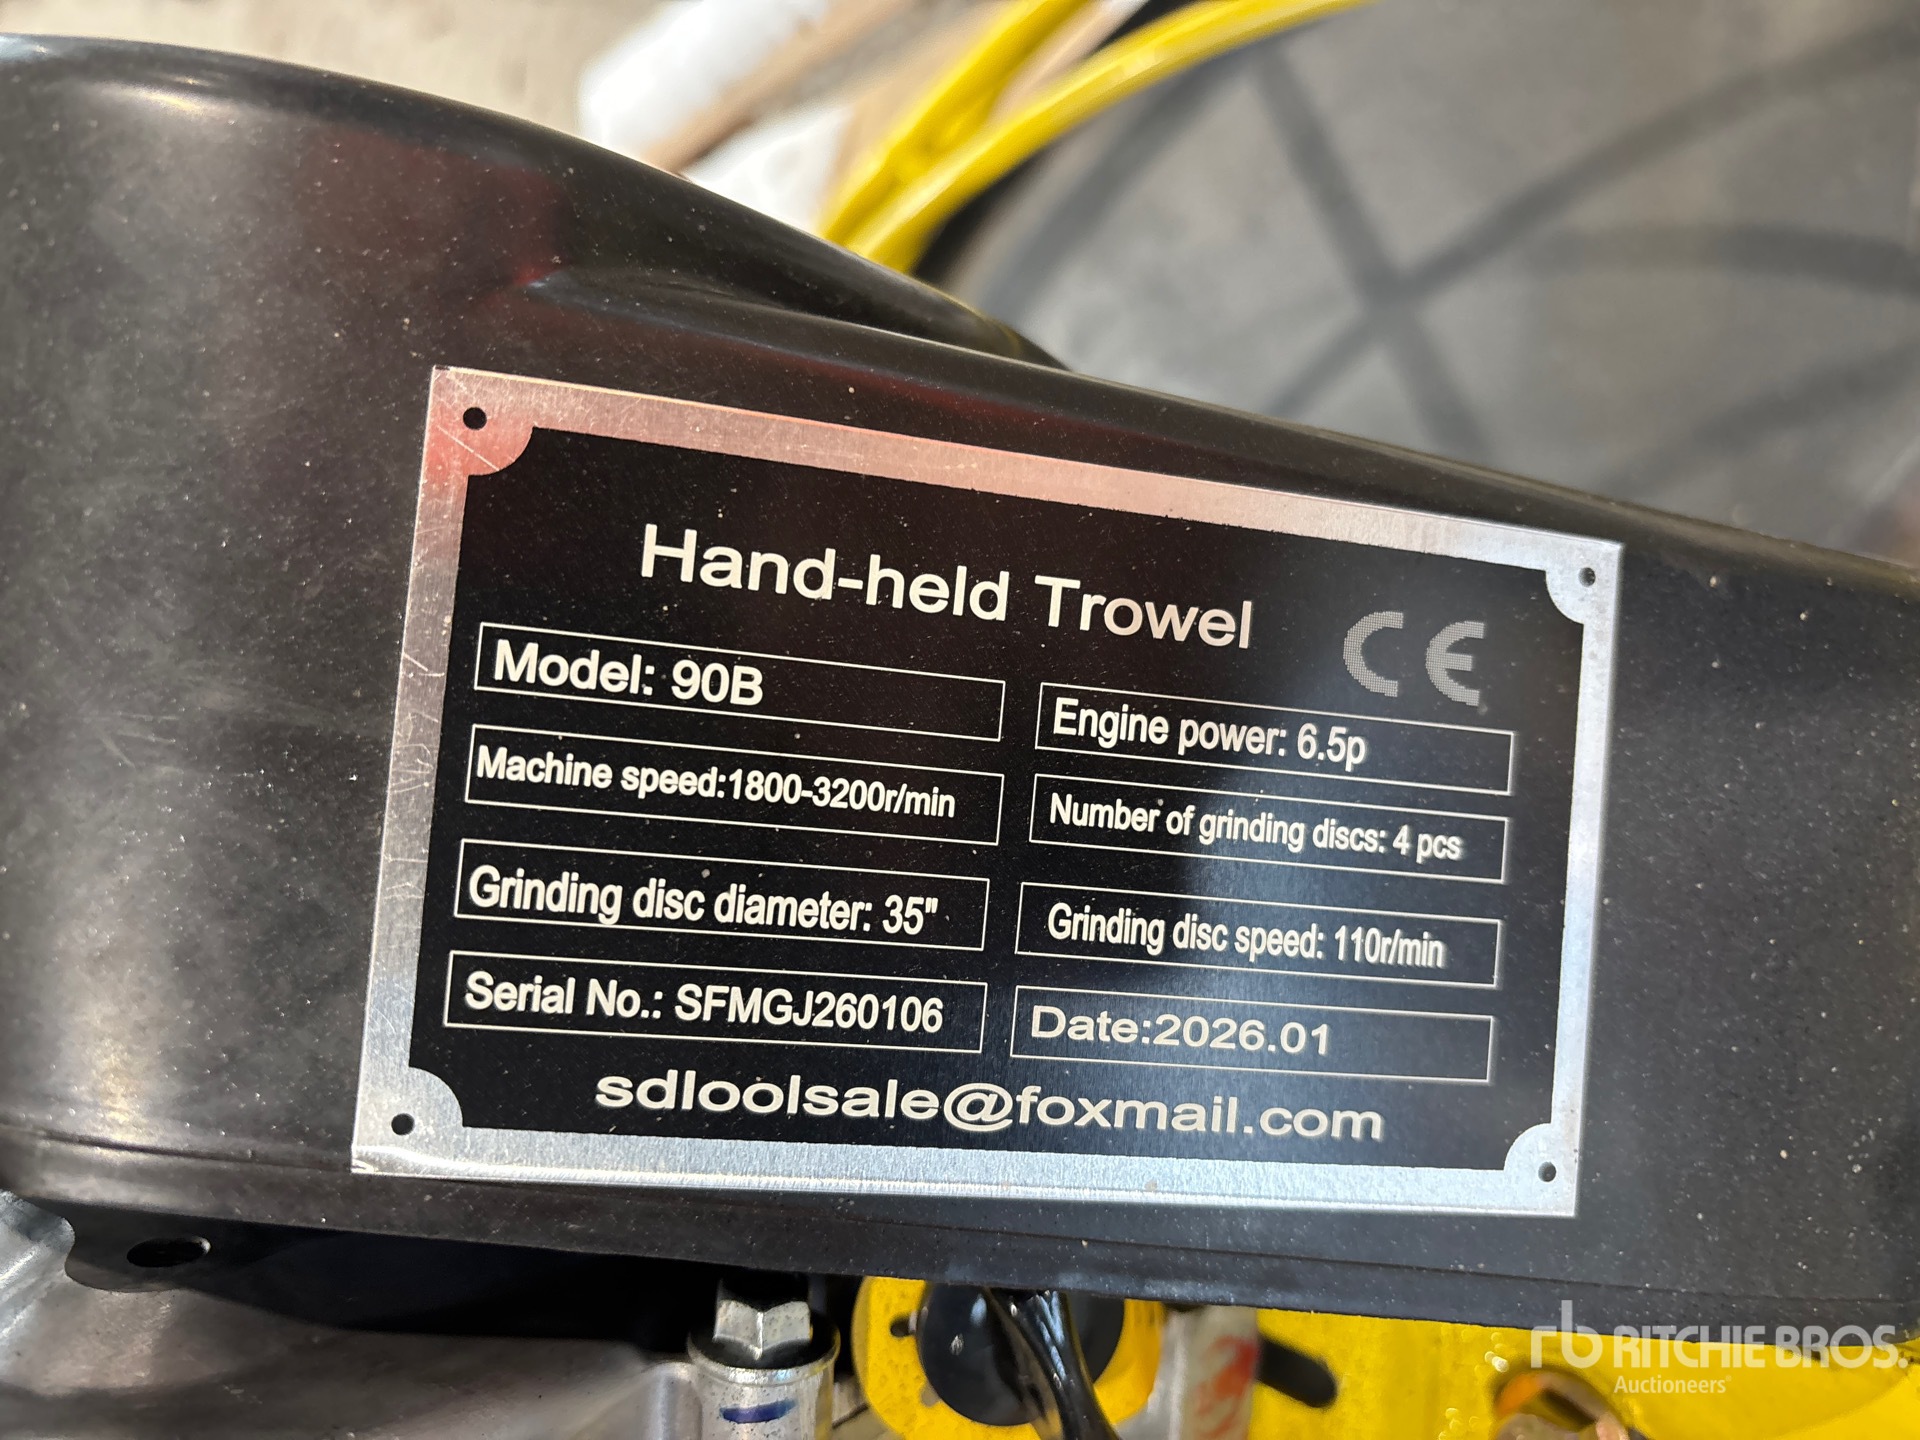 Hand-held Trowel
CE
Model: 90B
Engine power: 6.5p
Machine speed:1800-3200r/min
Number of grinding discs: 4 pcs
Grinding disc diameter: 35"
Grinding disc speed: 110r/min
Serial No.: SFMGJ260106
Date:2026.01
sdloolsale@foxmail.com
rb RITCHIE BROS.
Auctioneers